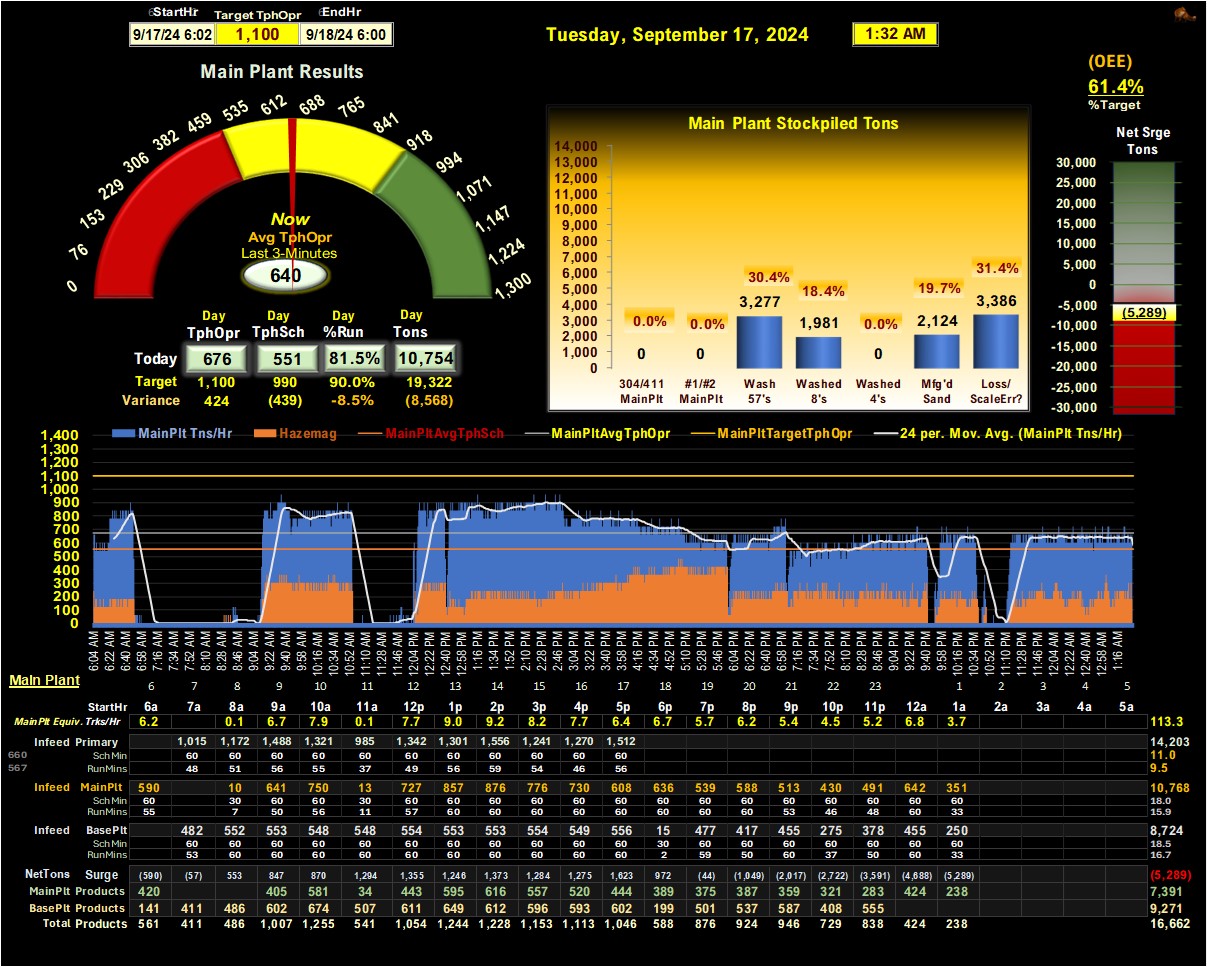 StartHr Target TphOpr EndHr
9/17/24 6:02 1,100 9/18/24 6:00
Tuesday, September 17, 2024 1:32 AM
(OEE)
61.4%
%Target
Main Plant Results
0 76 153 229 306 382 459 535 612 688 765 841 918 994 1,071 1,147 1,224 1,300
Now
Avg TphOpr
Last 3-Minutes
640
Day Day Day Day
TphOpr TphSch %Run Tons
Today 676 551 81.5% 10,754
Target 1,100 990 90.0% 19,322
Variance 424 (439) -8.5% (8,568)
Main Plant Stockpiled Tons
14,000
13,000
12,000
11,000
10,000
9,000
8,000
7,000
6,000
5,000
4,000
3,000
2,000
1,000
0
0.0% 0.0% 30.4% 18.4% 0.0% 19.7% 31.4%
0 0 3,277 1,981 0 2,124 3,386
304/411 #1/#2 Wash Washed Washed Mfg'd Loss/
MainPlt MainPlt 57's 8's 4's Sand ScaleErr?
Net Srge
Tons
30,000
25,000
20,000
15,000
10,000
5,000
0
-5,000
(5,289)
-10,000
-15,000
-20,000
-25,000
-30,000
MainPlt Tns/Hr Hazemag MainPltAvgTphSch MainPltAvgTphOpr MainPltTargetTphOpr 24 per. Mov. Avg. (MainPlt Tns/Hr)
1,400
1,300
1,200
1,100
1,000
900
800
700
600
500
400
300
200
100
0
6:04 AM 6:22 AM 6:40 AM 6:58 AM 7:16 AM 7:34 AM 7:52 AM 8:10 AM 8:28 AM 8:46 AM 9:04 AM 9:22 AM 9:40 AM 9:58 AM 10:16 AM 10:34 AM 10:52 AM 11:10 AM 11:28 AM 11:46 AM 12:04 PM 12:22 PM 12:40 PM 12:58 PM 1:16 PM 1:34 PM 1:52 PM 2:10 PM 2:28 PM 2:46 PM 3:04 PM 3:22 PM 3:40 PM 3:58 PM 4:16 PM 4:34 PM 4:52 PM 5:10 PM 5:28 PM 5:46 PM 6:04 PM 6:22 PM 6:40 PM 6:58 PM 7:16 PM 7:34 PM 7:52 PM 8:10 PM 8:28 PM 8:46 PM 9:04 PM 9:22 PM 9:40 PM 9:58 PM 10:16 PM 10:34 PM 10:52 PM 11:10 PM 11:28 PM 11:46 PM 12:04 AM 12:22 AM 12:40 AM 12:58 AM 1:16 AM
Main Plant
6 7 8 9 10 11 12 13 14 15 16 17 18 19 20 21 22 23 1 2 3 4 5
StartHr 6a 7a 8a 9a 10a 11a 12p 1p 2p 3p 4p 5p 6p 7p 8p 9p 10p 11p 12a 1a 2a 3a 4a 5a
MainPlt Equiv. Trks/Hr 6.2 0.1 6.7 7.9 0.1 7.7 9.0 9.2 8.2 7.7 6.4 6.7 5.7 6.2 5.4 4.5 5.2 6.8 3.7 113.3
Infeed Primary 1,015 1,172 1,488 1,321 985 1,342 1,301 1,556 1,241 1,270 1,512 14,203
660 Sch Min 60 60 60 60 60 60 60 60 60 60 60 11.0
567 RunMins 48 51 56 55 37 49 56 59 54 46 56 9.5
Infeed MainPlt 590 10 641 750 13 727 857 876 776 730 608 636 539 588 513 430 491 642 351 10,768
Sch Min 60 30 60 60 30 60 60 60 60 60 60 60 60 60 60 60 60 60 60 18.0
RunMins 55 7 50 56 11 57 60 60 60 60 60 60 60 60 53 46 48 60 33 15.9
Infeed BasePlt 482 552 553 548 548 554 553 553 554 549 556 15 477 417 455 275 378 455 250 8,724
Sch Min 60 60 60 60 60 60 60 60 60 60 60 30 60 60 60 60 60 60 60 18.5
RunMins 53 60 60 60 60 60 60 60 60 60 60 2 59 50 60 37 50 60 33 16.7
NetTons Surge (590) (57) 553 847 870 1,294 1,355 1,246 1,373 1,284 1,275 1,623 972 (44) (1,049) (2,017) (2,722) (3,591) (4,688) (5,289) (5,289)
MainPlt Products 420 405 581 34 443 595 616 557 520 444 389 375 387 359 321 283 424 238 7,391
BasePlt Products 141 411 486 602 674 507 611 649 612 596 593 602 199 501 537 587 408 555 9,271
Total Products 561 411 486 1,007 1,255 541 1,054 1,244 1,228 1,153 1,113 1,046 588 876 924 946 729 838 424 238 16,662